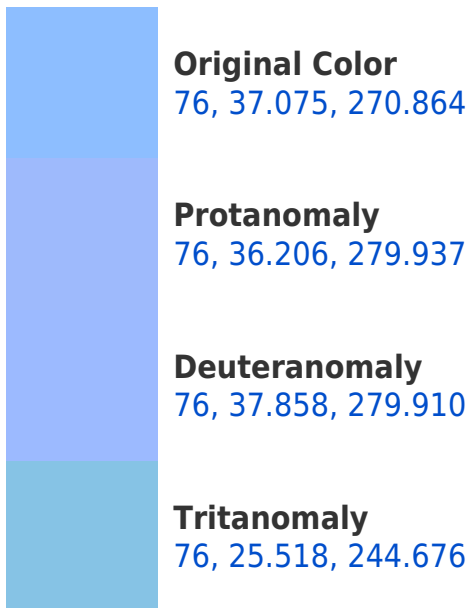 Original Color
76, 37.075, 270.864
Protanomaly
76, 36.206, 279.937
Deuteranomaly
76, 37.858, 279.910
Tritanomaly
76, 25.518, 244.676